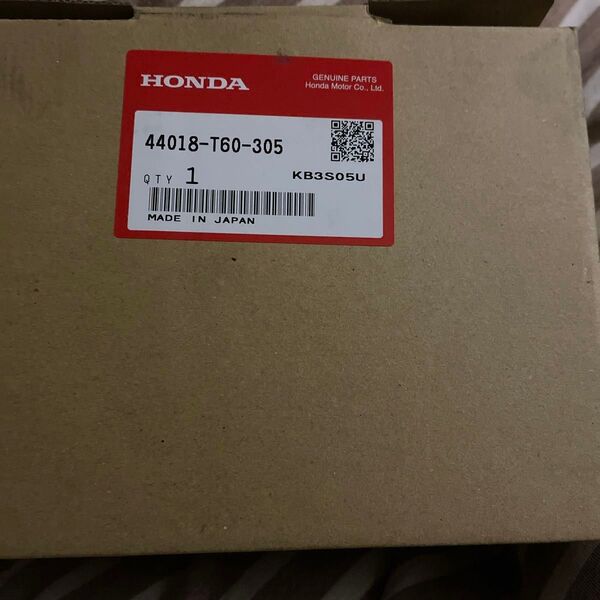 HONDA
GENUINE PARTS
Honda Motor Co., Ltd.
44018-T60-305
QTY 1
KB3S05U
MADE IN JAPAN